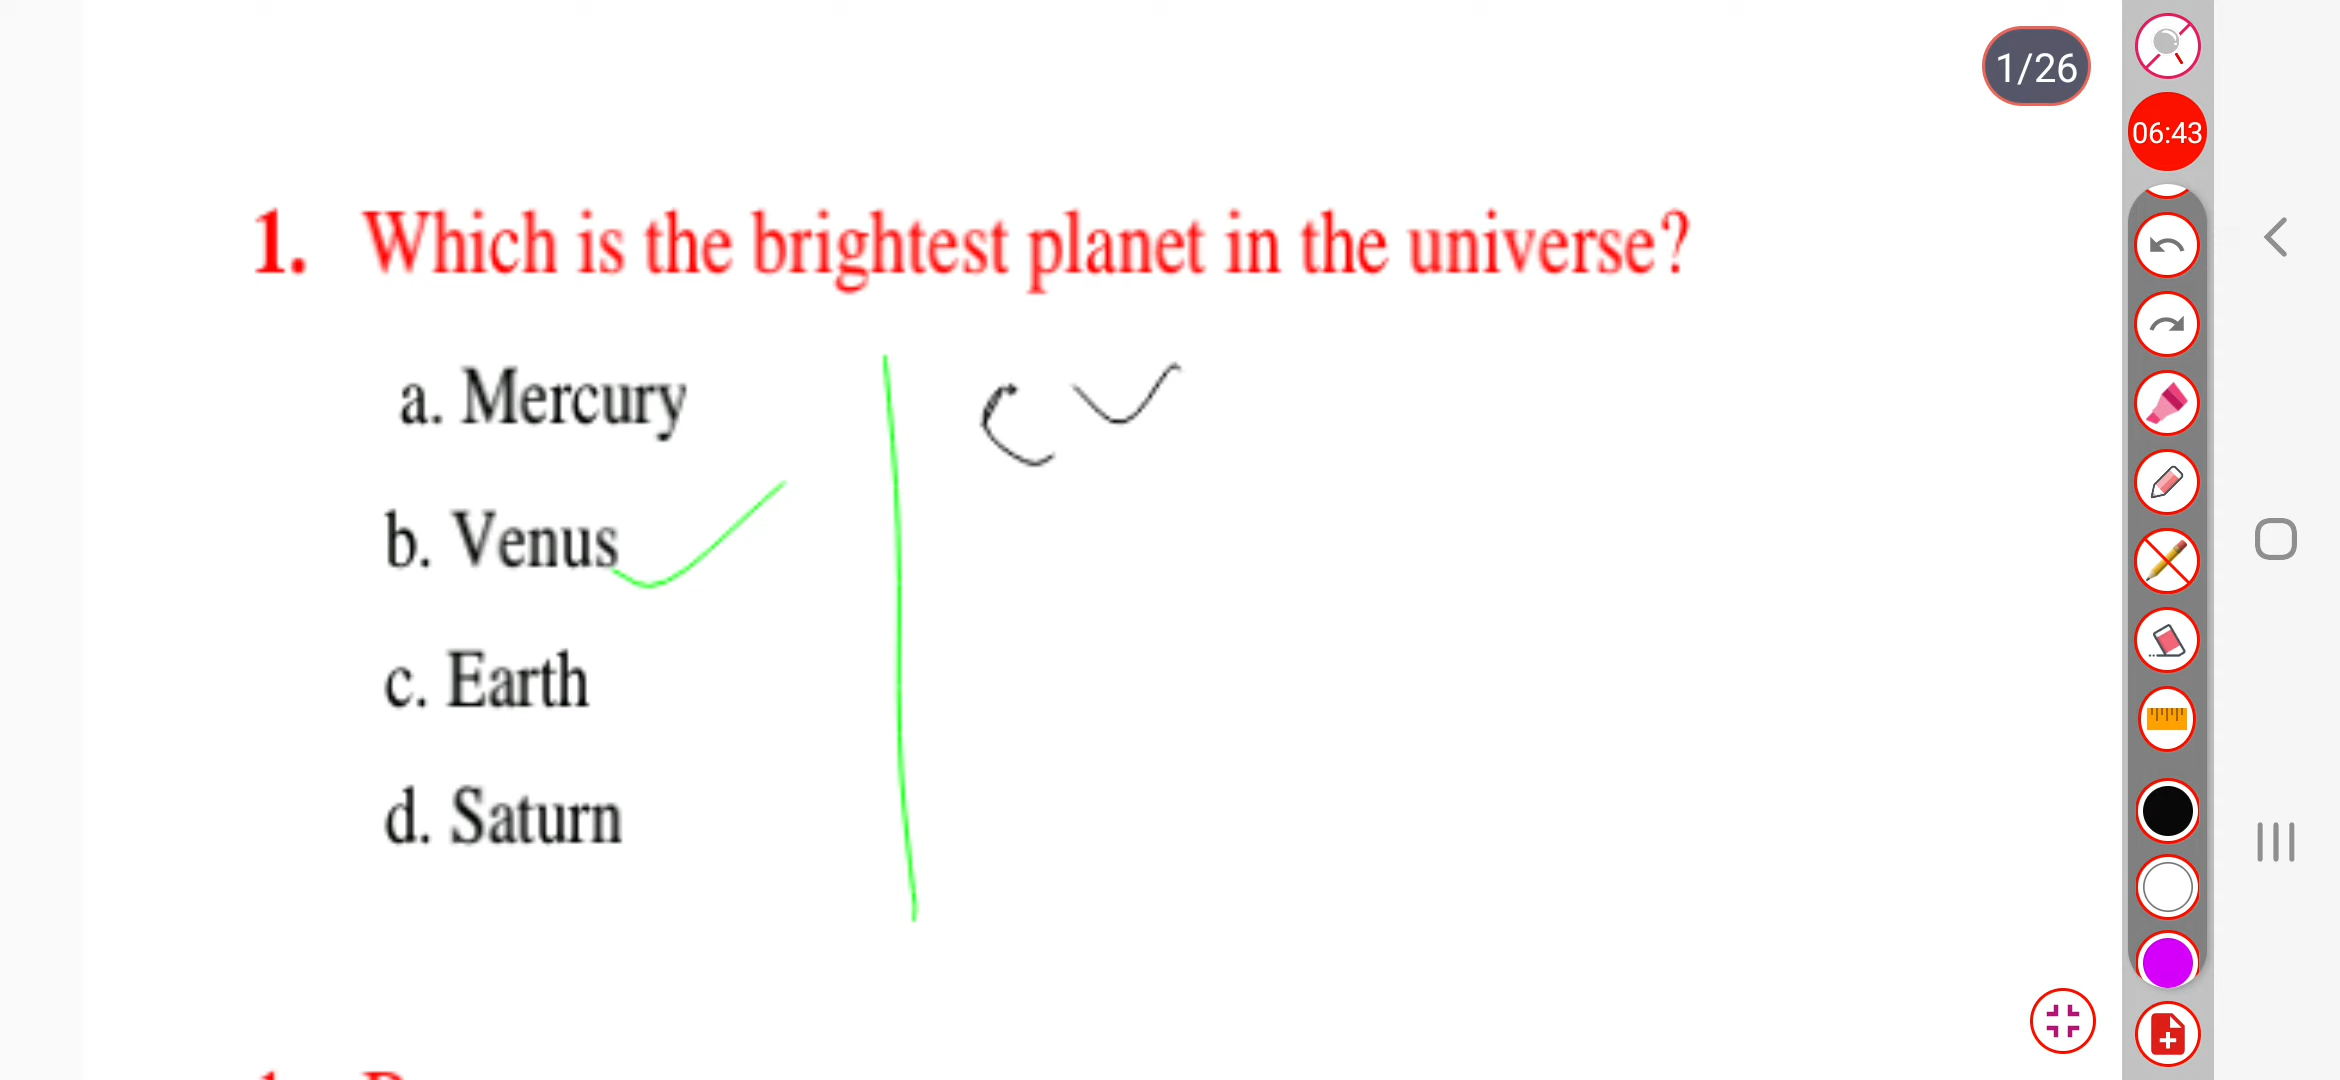 1/26
06:43
1. Which is the brightest planet in the universe?
a. Mercury
b. Venus
c. Earth
d. Saturn